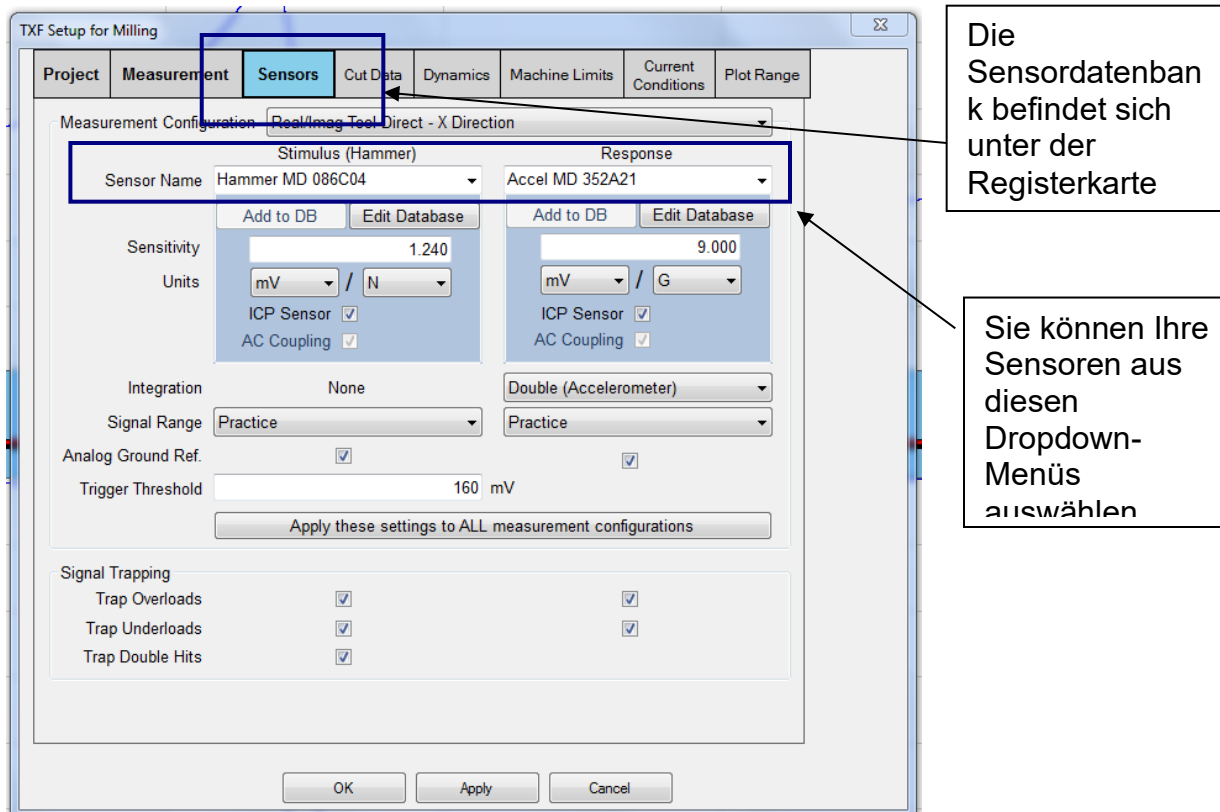 TXF Setup for Milling
Project Measurement Sensors Cut Data Dynamics Machine Limits Current Conditions Plot Range
Measurement Configuration Real/Imag Tool Direct - X Direction
Stimulus (Hammer) Response
Sensor Name Hammer MD 086C04 Accel MD 352A21
Add to DB Edit Database Add to DB Edit Database
Sensitivity 1.240 9.000
Units mV / N mV / G
ICP Sensor ICP Sensor
AC Coupling AC Coupling
Integration None Double (Accelerometer)
Signal Range Practice Practice
Analog Ground Ref.
Trigger Threshold 160 mV
Apply these settings to ALL measurement configurations
Signal Trapping
Trap Overloads
Trap Underloads
Trap Double Hits
OK Apply Cancel
Die
Sensordatenban
k befindet sich
unter der
Registerkarte
Sie können Ihre
Sensoren aus
diesen
Dropdown-
Menüs
auswählen